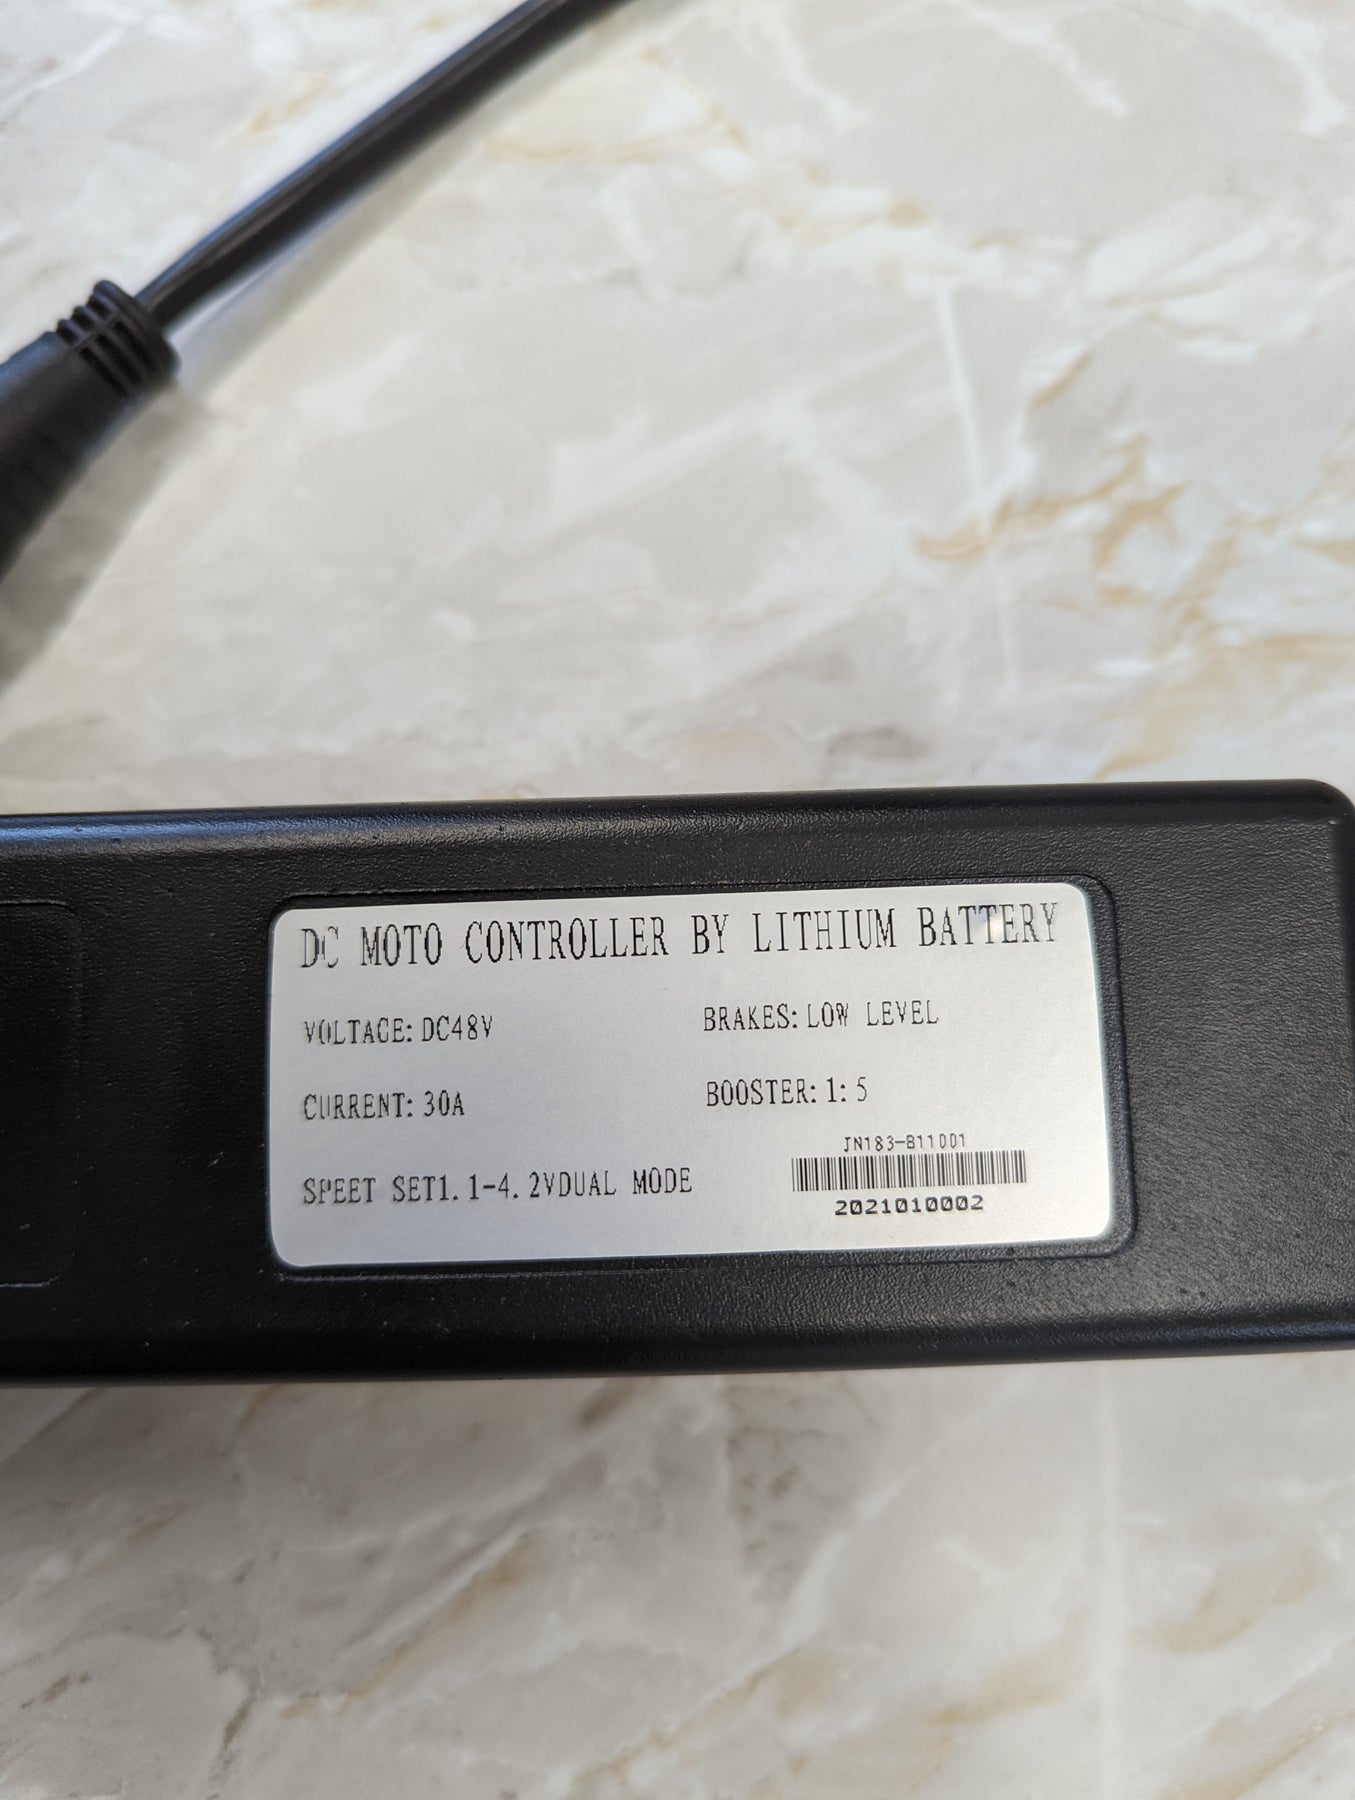 DC MOTO CONTROLLER BY LITHIUM BATTERY
VOLTAGE: DC48V
BRAKES: LOW LEVEL
CURRENT: 30A
BOOSTER: 1: 5
SPEET SET1. 1-4. 2VDUAL MODE
JN183-B11001
2021010002